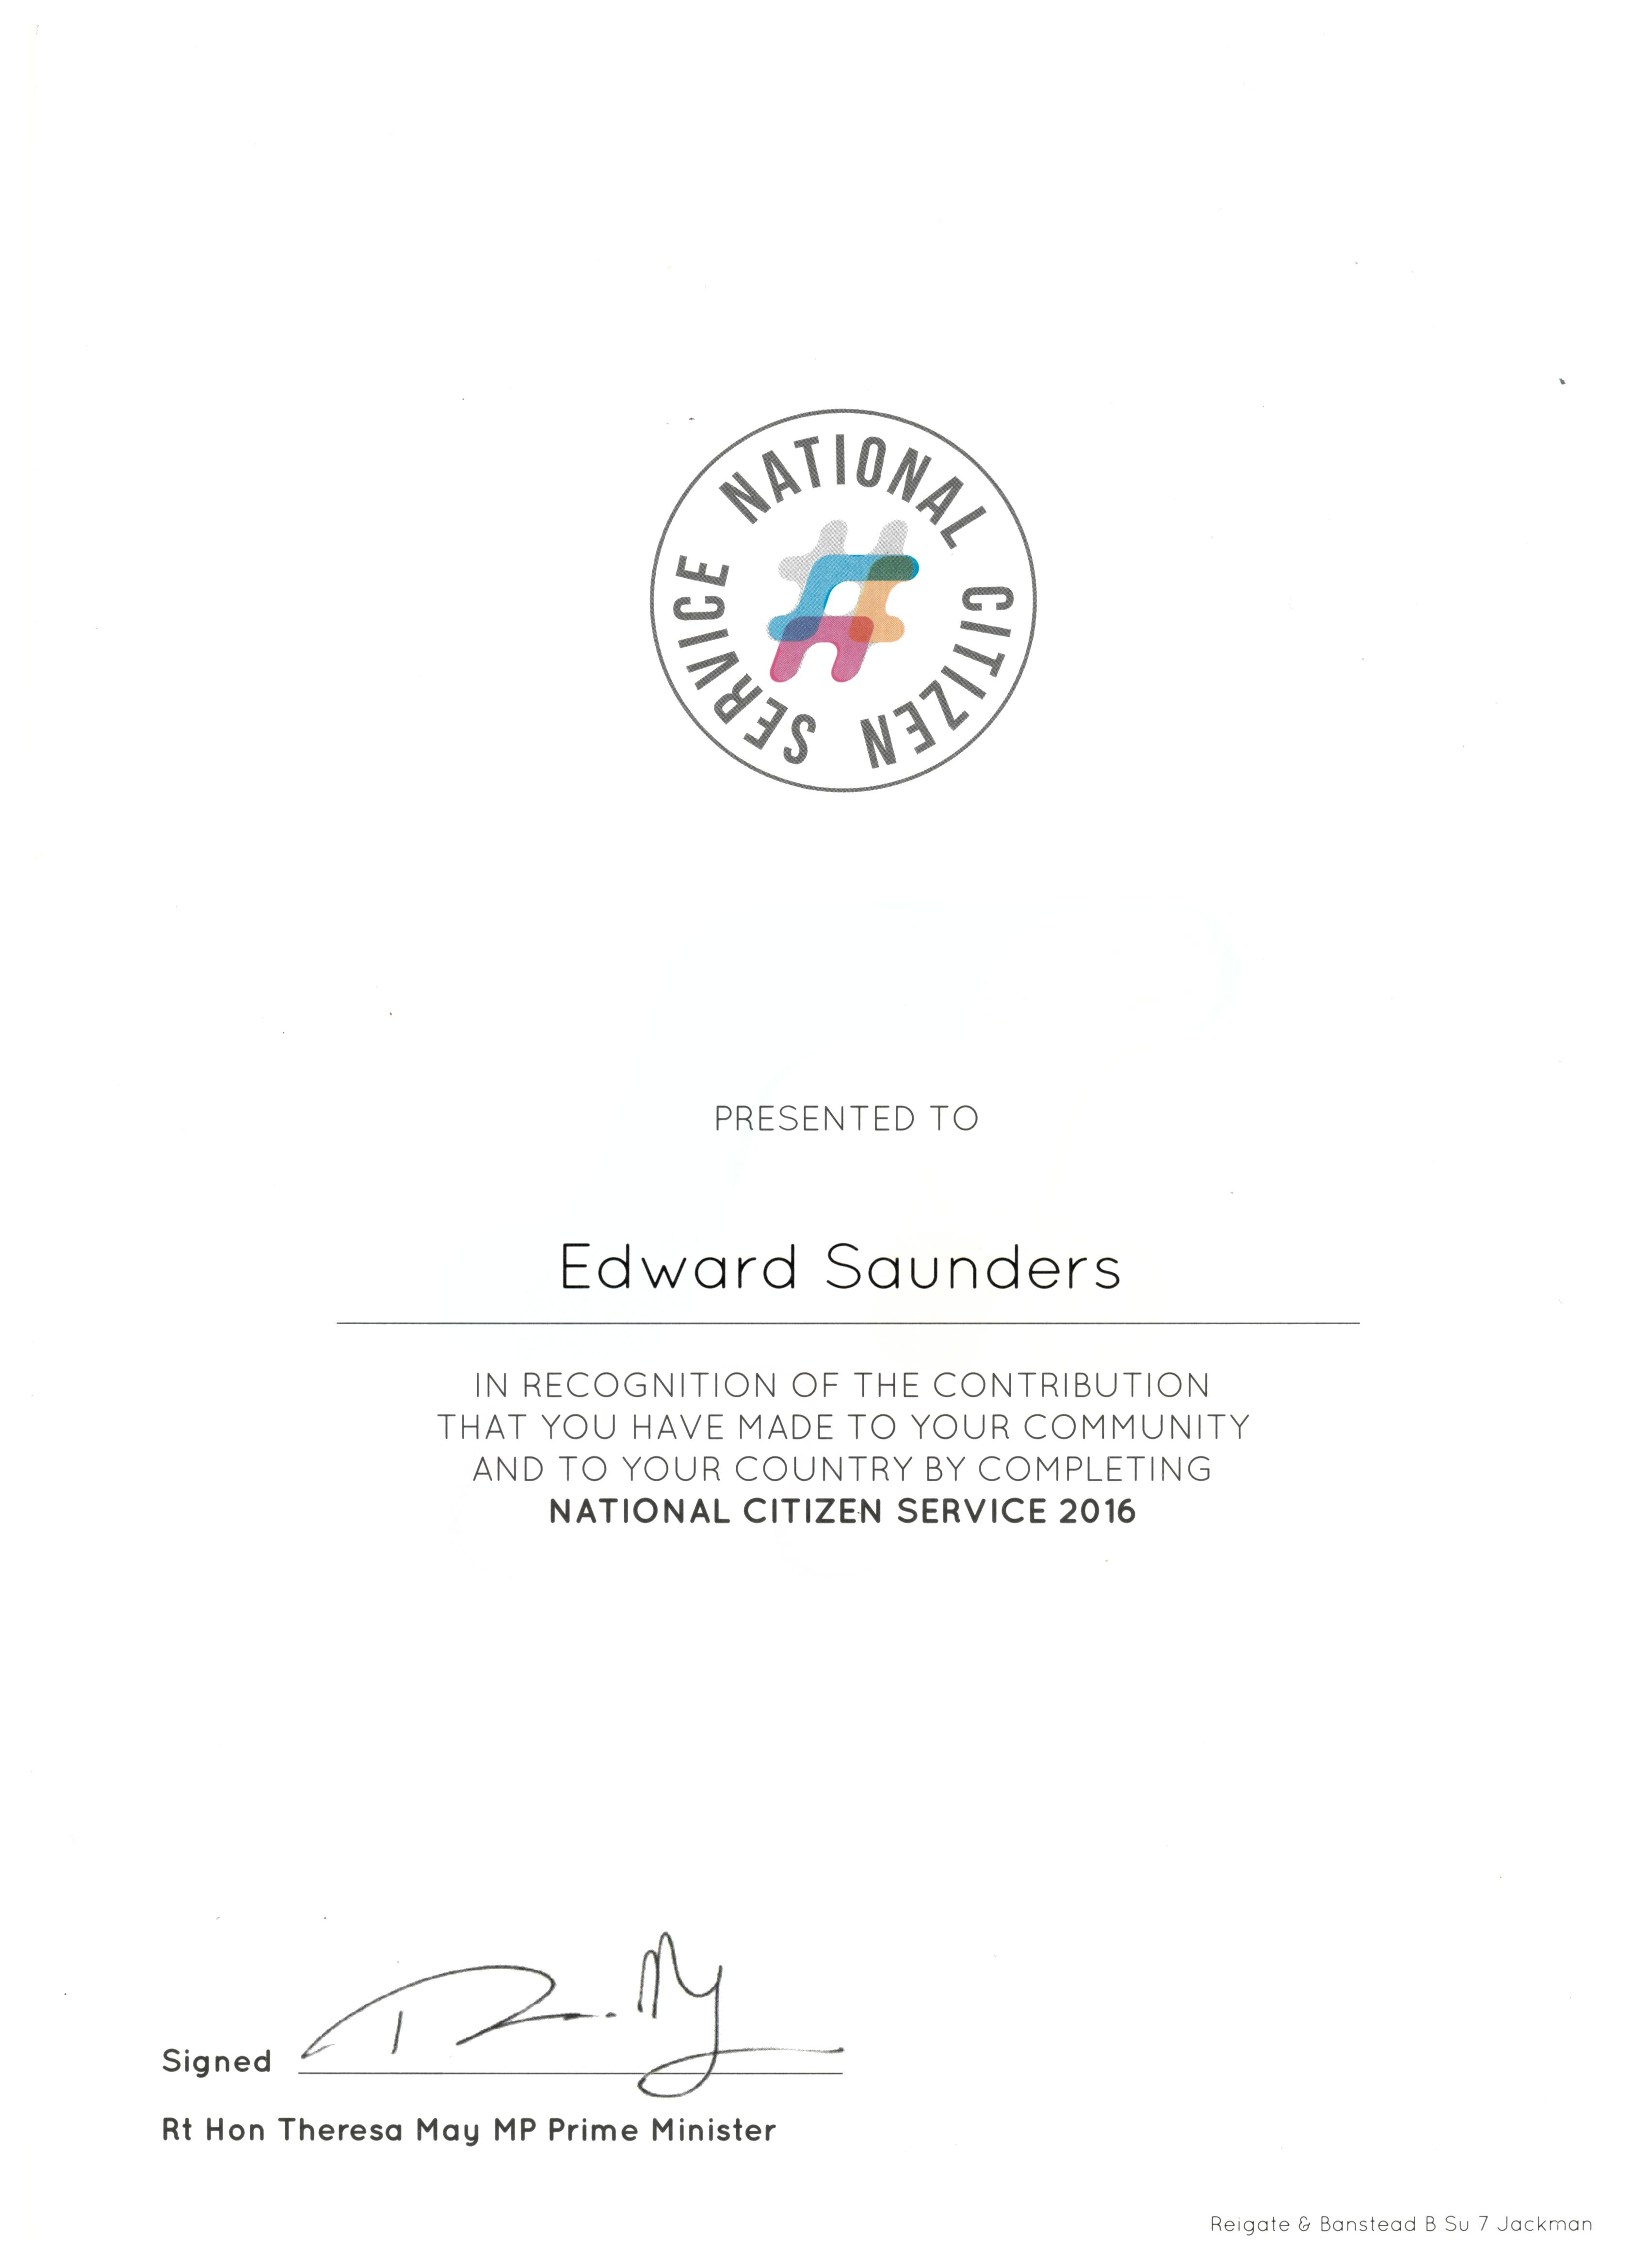 NATIONAL CITIZEN SERVICE
PRESENTED TO
Edward Saunders
IN RECOGNITION OF THE CONTRIBUTION
THAT YOU HAVE MADE TO YOUR COMMUNITY
AND TO YOUR COUNTRY BY COMPLETING
NATIONAL CITIZEN SERVICE 2016
Signed
Rt Hon Theresa May MP Prime Minister
Reigate & Banstead B Su 7 Jackman